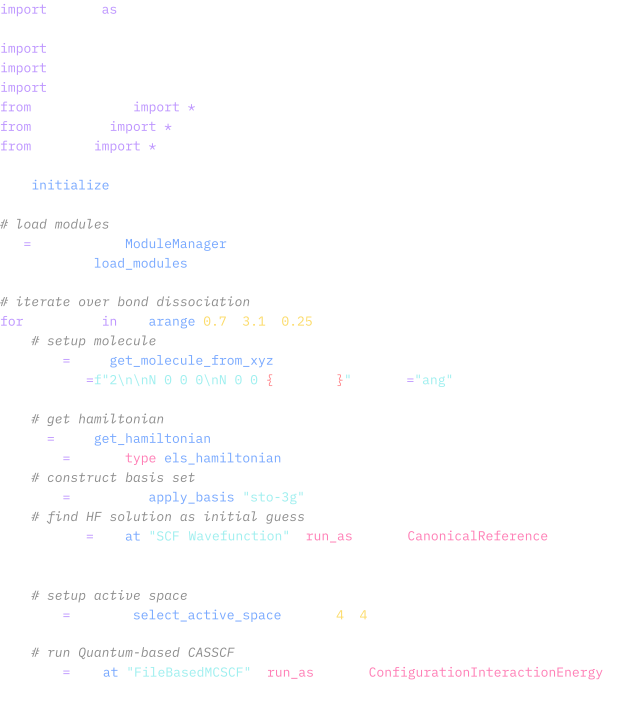 import as
import
import
import
from import *
from import *
from import *
initialize
# load modules
= ModuleManager
load_modules
# iterate over bond dissociation
for in arange 0.7 3.1 0.25
# setup molecule
= get_molecule_from_xyz
=f"2\n\nN 0 0 0\nN 0 0 { }" ="ang"
# get hamiltonian
= get_hamiltonian
= type els_hamiltonian
# construct basis set
= apply_basis "sto-3g"
# find HF solution as initial guess
= at "SCF Wavefunction" run_as CanonicalReference
# setup active space
= select_active_space 4 4
# run Quantum-based CASSCF
= at "FileBasedMCSCF" run_as ConfigurationInteractionEnergy